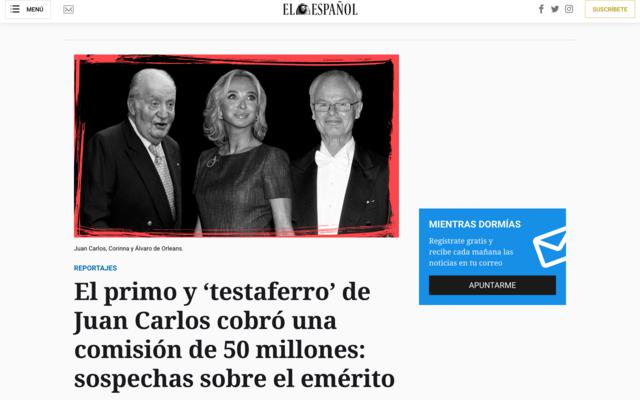 MENÚ
EL ESPAÑOL
SUSCRÍBETE
Juan Carlos, Corinna y Álvaro de Orleans.
REPORTAJES
El primo y ‘testaferro’ de
Juan Carlos cobró una
comisión de 50 millones:
sospechas sobre el emérito
MIENTRAS DORMÍAS
Regístrate gratis y
recibe cada mañana las
noticias en tu correo
APUNTARME